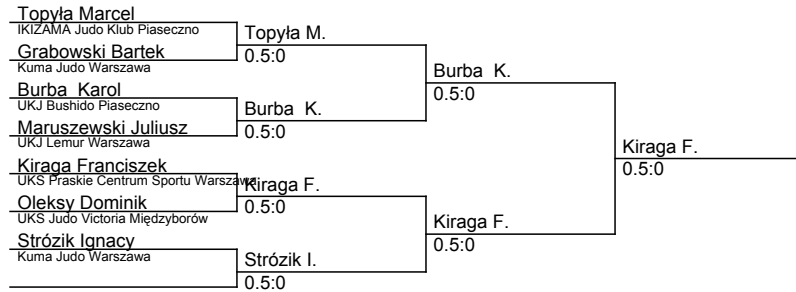 Topyła Marcel
IKIZAMA Judo Klub Piaseczno
Topyła M.
Grabowski Bartek
0.5:0
Kuma Judo Warszawa
Burba K.
Burba Karol
0.5:0
UKJ Bushido Piaseczno
Burba K.
Maruszewski Juliusz
0.5:0
UKJ Lemur Warszawa
Kiraga F.
Kiraga Franciszek
0.5:0
UKS Praskie Centrum Sportu Warszawa
Kiraga F.
Oleksy Dominik
0.5:0
UKS Judo Victoria Międzyborów
Kiraga F.
Strózik Ignacy
0.5:0
Kuma Judo Warszawa
Strózik I.
0.5:0